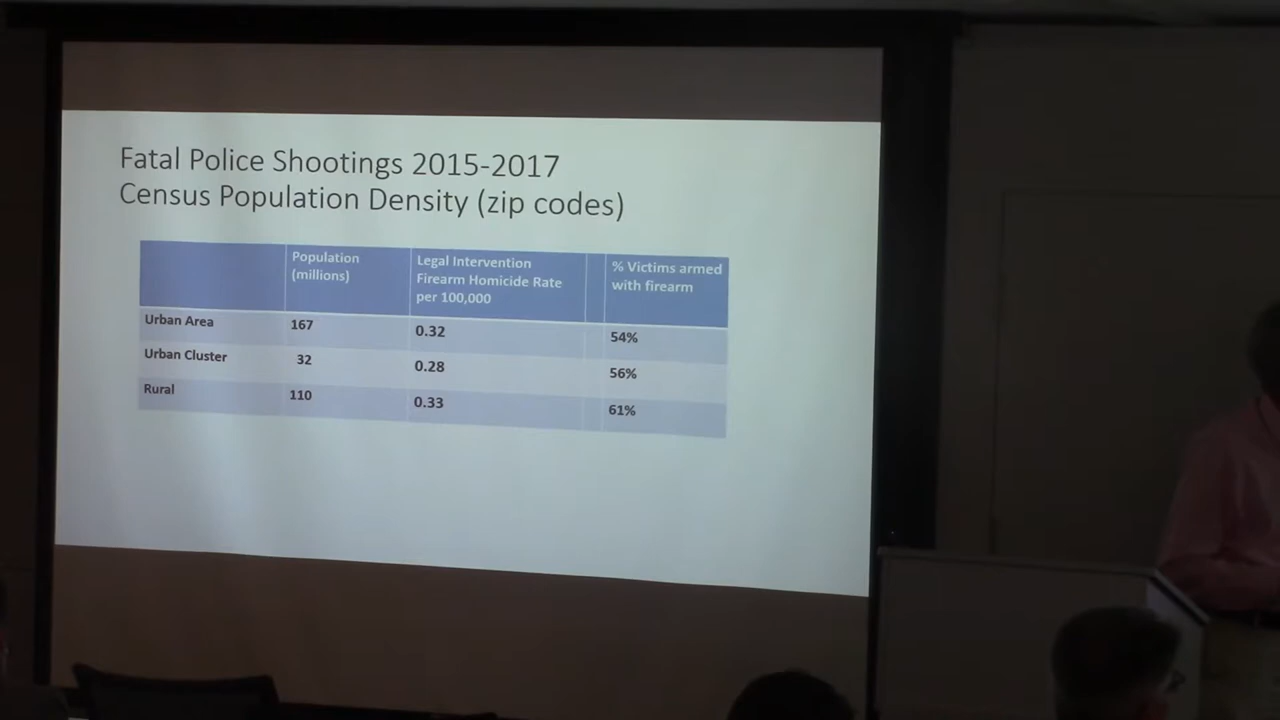 Fatal Police Shootings 2015-2017
Census Population Density (zip codes)
Population
(millions)
Legal Intervention
Firearm Homicide Rate
per 100,000
% Victims armed
with firearm
Urban Area 167 0.32 54%
Urban Cluster 32 0.28 56%
Rural 110 0.33 61%